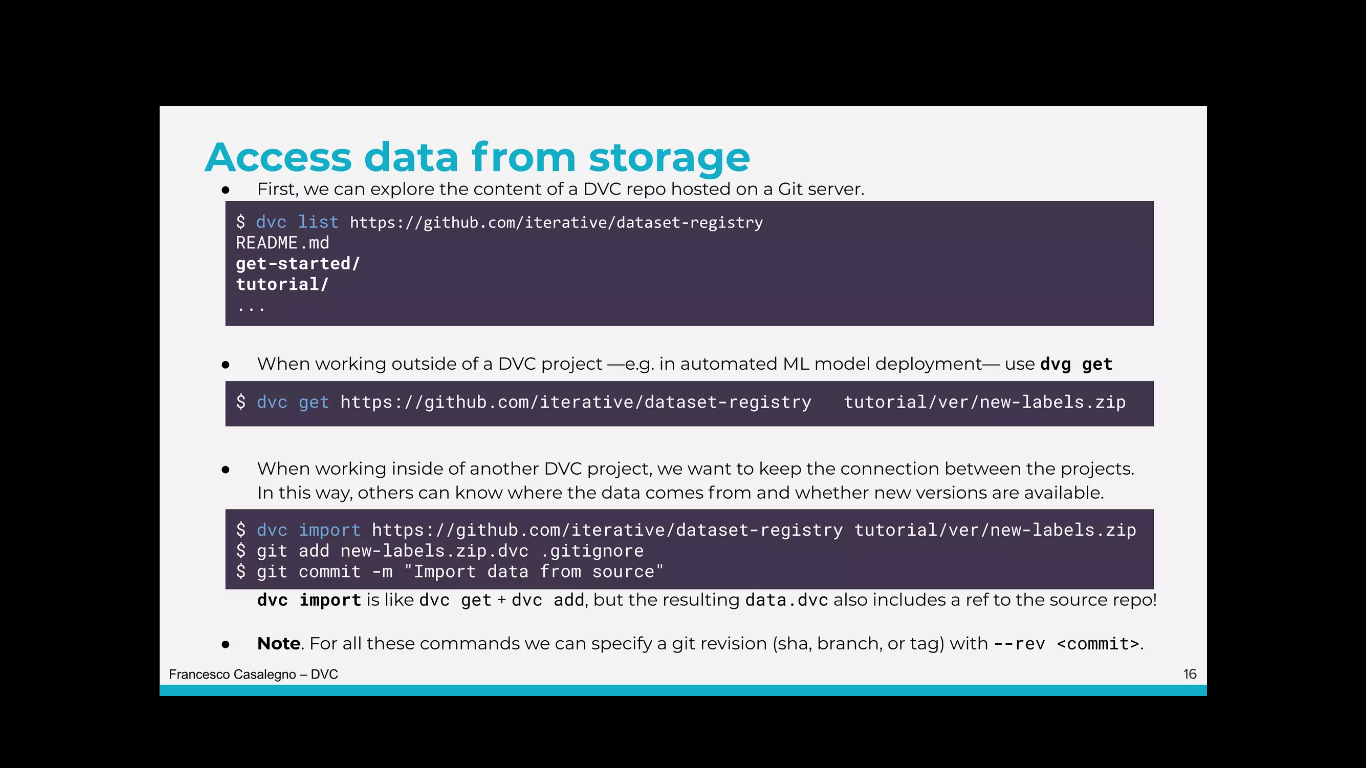 Access data from storage
● First, we can explore the content of a DVC repo hosted on a Git server.
$ dvc list https://github.com/iterative/dataset-registry
README.md
get-started/
tutorial/
...
● When working outside of a DVC project —e.g. in automated ML model deployment— use dvg get
$ dvc get https://github.com/iterative/dataset-registry tutorial/ver/new-labels.zip
● When working inside of another DVC project, we want to keep the connection between the projects.
In this way, others can know where the data comes from and whether new versions are available.
$ dvc import https://github.com/iterative/dataset-registry tutorial/ver/new-labels.zip
$ git add new-labels.zip.dvc .gitignore
$ git commit -m "Import data from source"
dvc import is like dvc get + dvc add, but the resulting data.dvc also includes a ref to the source repo!
● Note. For all these commands we can specify a git revision (sha, branch, or tag) with --rev <commit>.
Francesco Casalegno – DVC
16